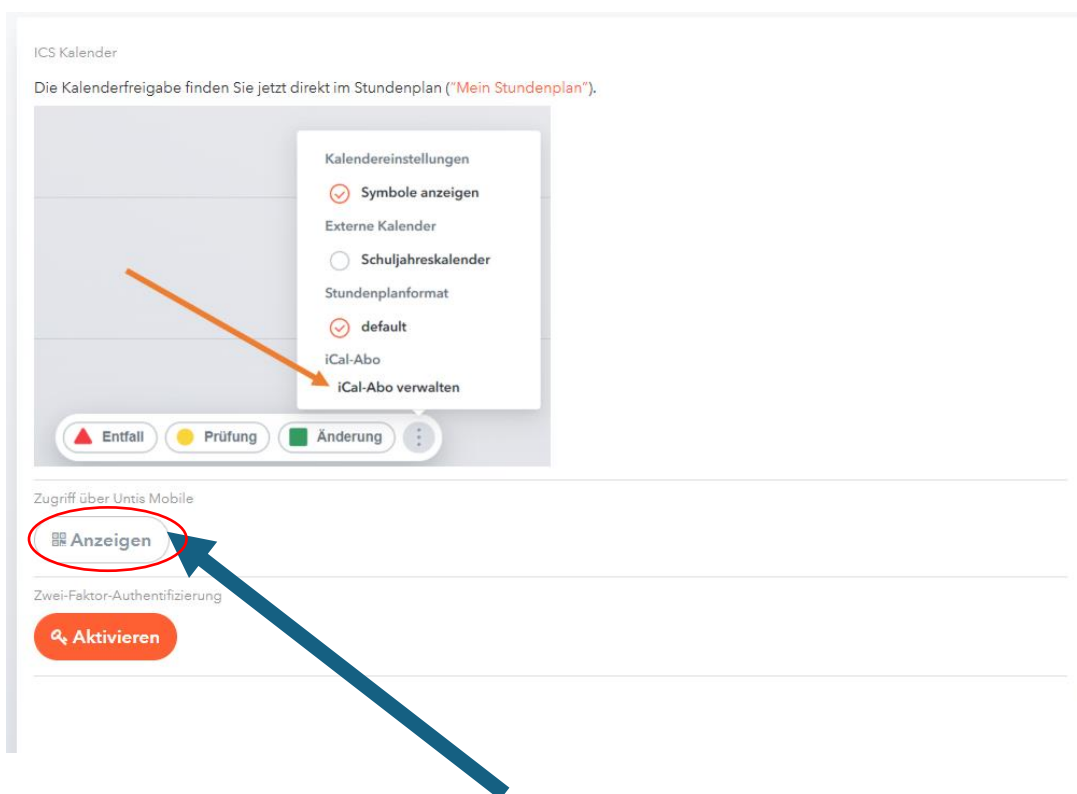 ICS Kalender
Die Kalenderfreigabe finden Sie jetzt direkt im Stundenplan ("Mein Stundenplan").
Kalendereinstellungen
Symbole anzeigen
Externe Kalender
Schuljahreskalender
Stundenplanformat
default
iCal-Abo
iCal-Abo verwalten
Entfall Prüfung Änderung
Zugriff über Untis Mobile
Anzeigen
Zwei-Faktor-Authentifizierung
Aktivieren